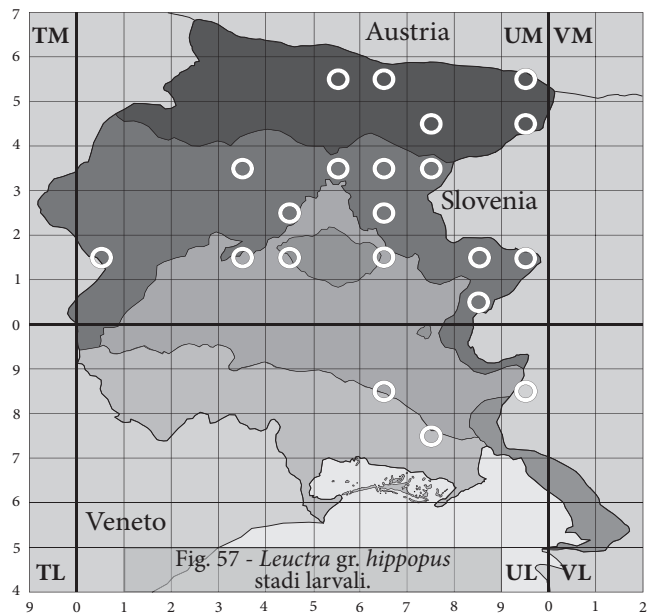 7
TM
Austria
UM
VM
6
5
4
3
Slovenia
2
1
0
9
8
7
6
Veneto
5
Fig. 57 - Leuctra gr. hippopus
stadi larvali.
TL
UL
VL
4
9 0 1 2 3 4 5 6 7 8 9 0 1 2